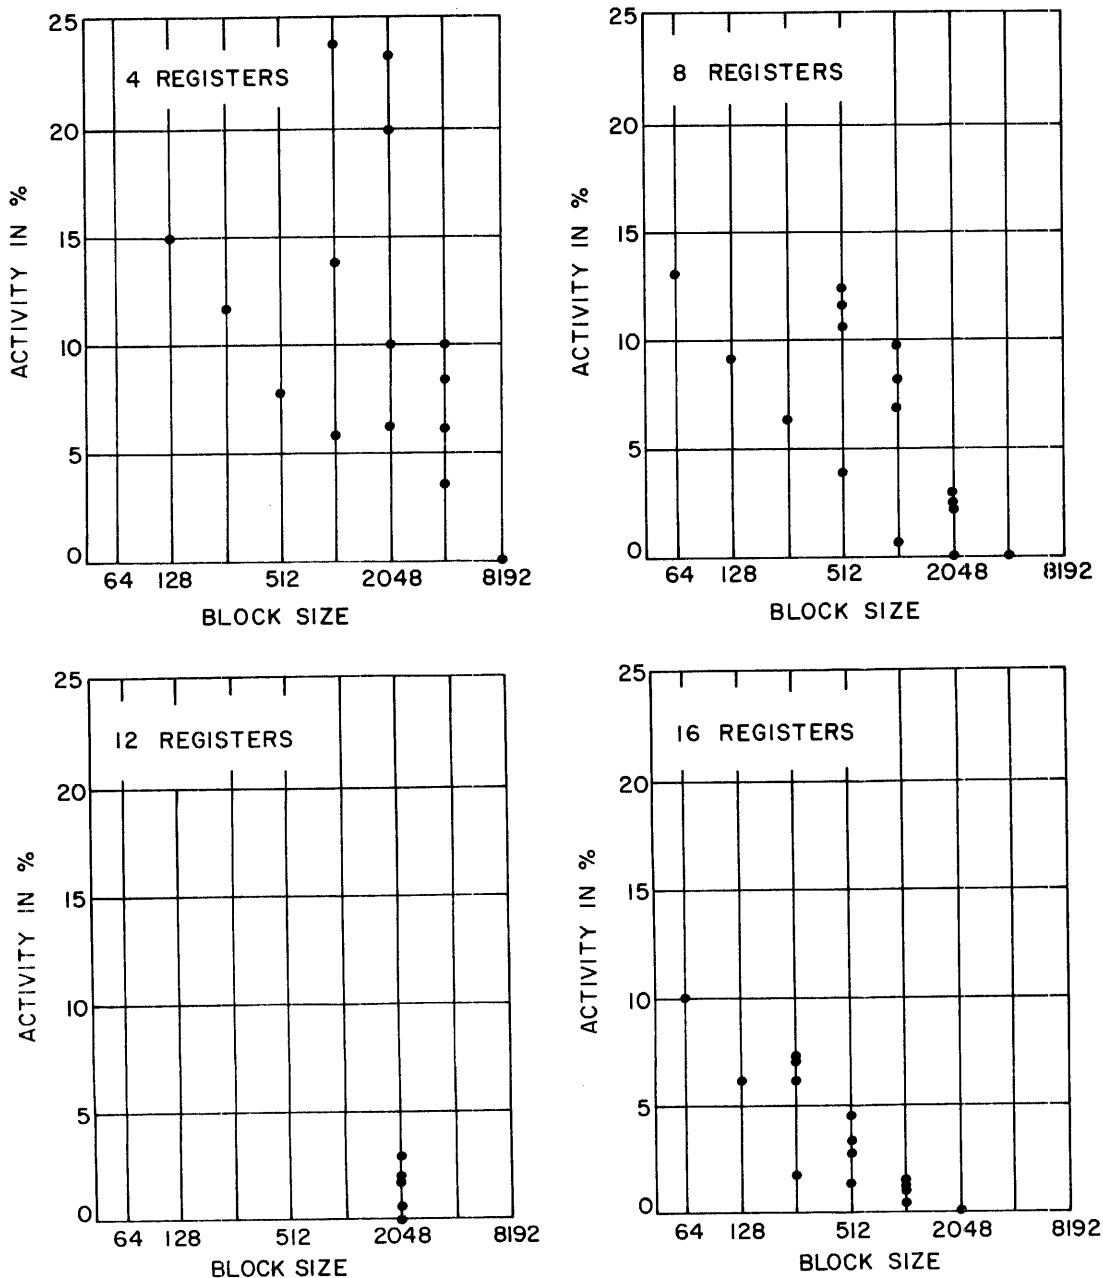 25
20
15
10
5
0
4 REGISTERS
ACTIVITY IN %
64 128 512 2048 8192
BLOCK SIZE
25
20
15
10
5
0
8 REGISTERS
ACTIVITY IN %
64 128 512 2048 8192
BLOCK SIZE
25
20
15
10
5
0
12 REGISTERS
ACTIVITY IN %
64 128 512 2048 8192
BLOCK SIZE
25
20
15
10
5
0
16 REGISTERS
ACTIVITY IN %
64 128 512 2048 8192
BLOCK SIZE